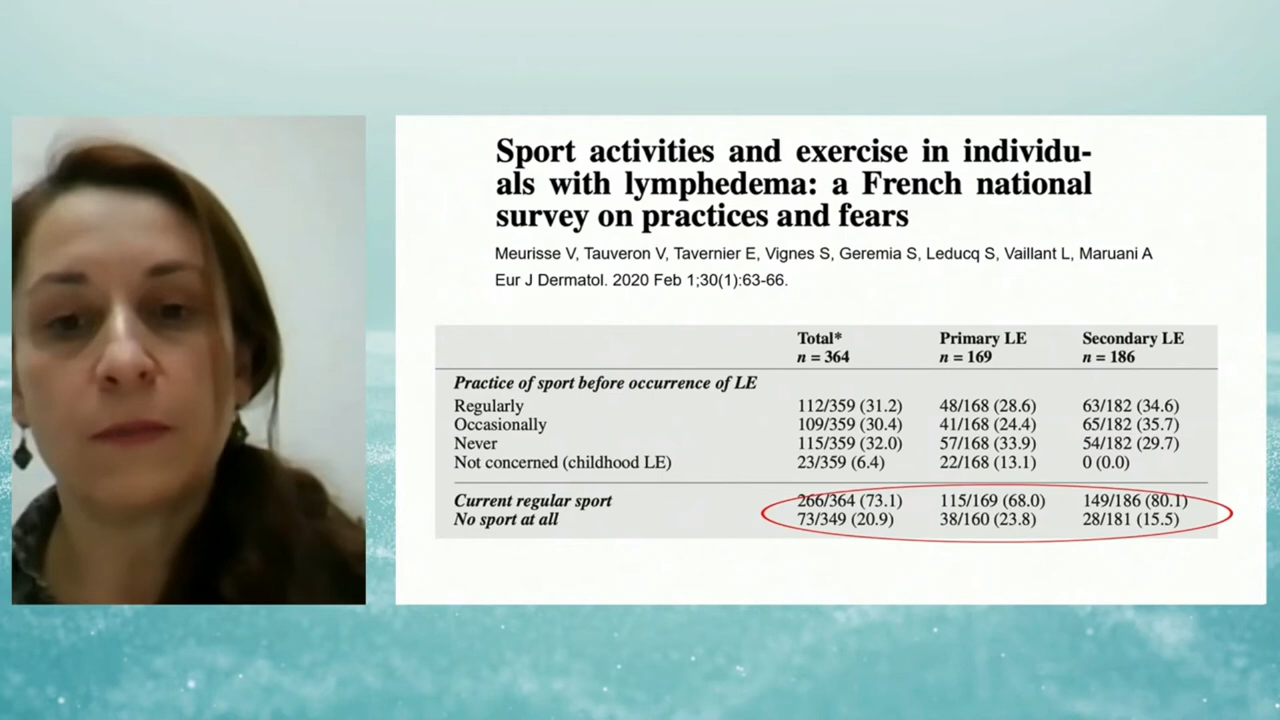 Sport activities and exercise in individu-
als with lymphedema: a French national
survey on practices and fears
Meurisse V, Tauveron V, Tavernier E, Vignes S, Geremia S, Leducq S, Vaillant L, Maruani A
Eur J Dermatol. 2020 Feb 1;30(1):63-66.
Total* Primary LE Secondary LE
n = 364 n = 169 n = 186
Practice of sport before occurrence of LE
Regularly 112/359 (31.2) 48/168 (28.6) 63/182 (34.6)
Occasionally 109/359 (30.4) 41/168 (24.4) 65/182 (35.7)
Never 115/359 (32.0) 57/168 (33.9) 54/182 (29.7)
Not concerned (childhood LE) 23/359 (6.4) 22/168 (13.1) 0 (0.0)
Current regular sport 266/364 (73.1) 115/169 (68.0) 149/186 (80.1)
No sport at all 73/349 (20.9) 38/160 (23.8) 28/181 (15.5)